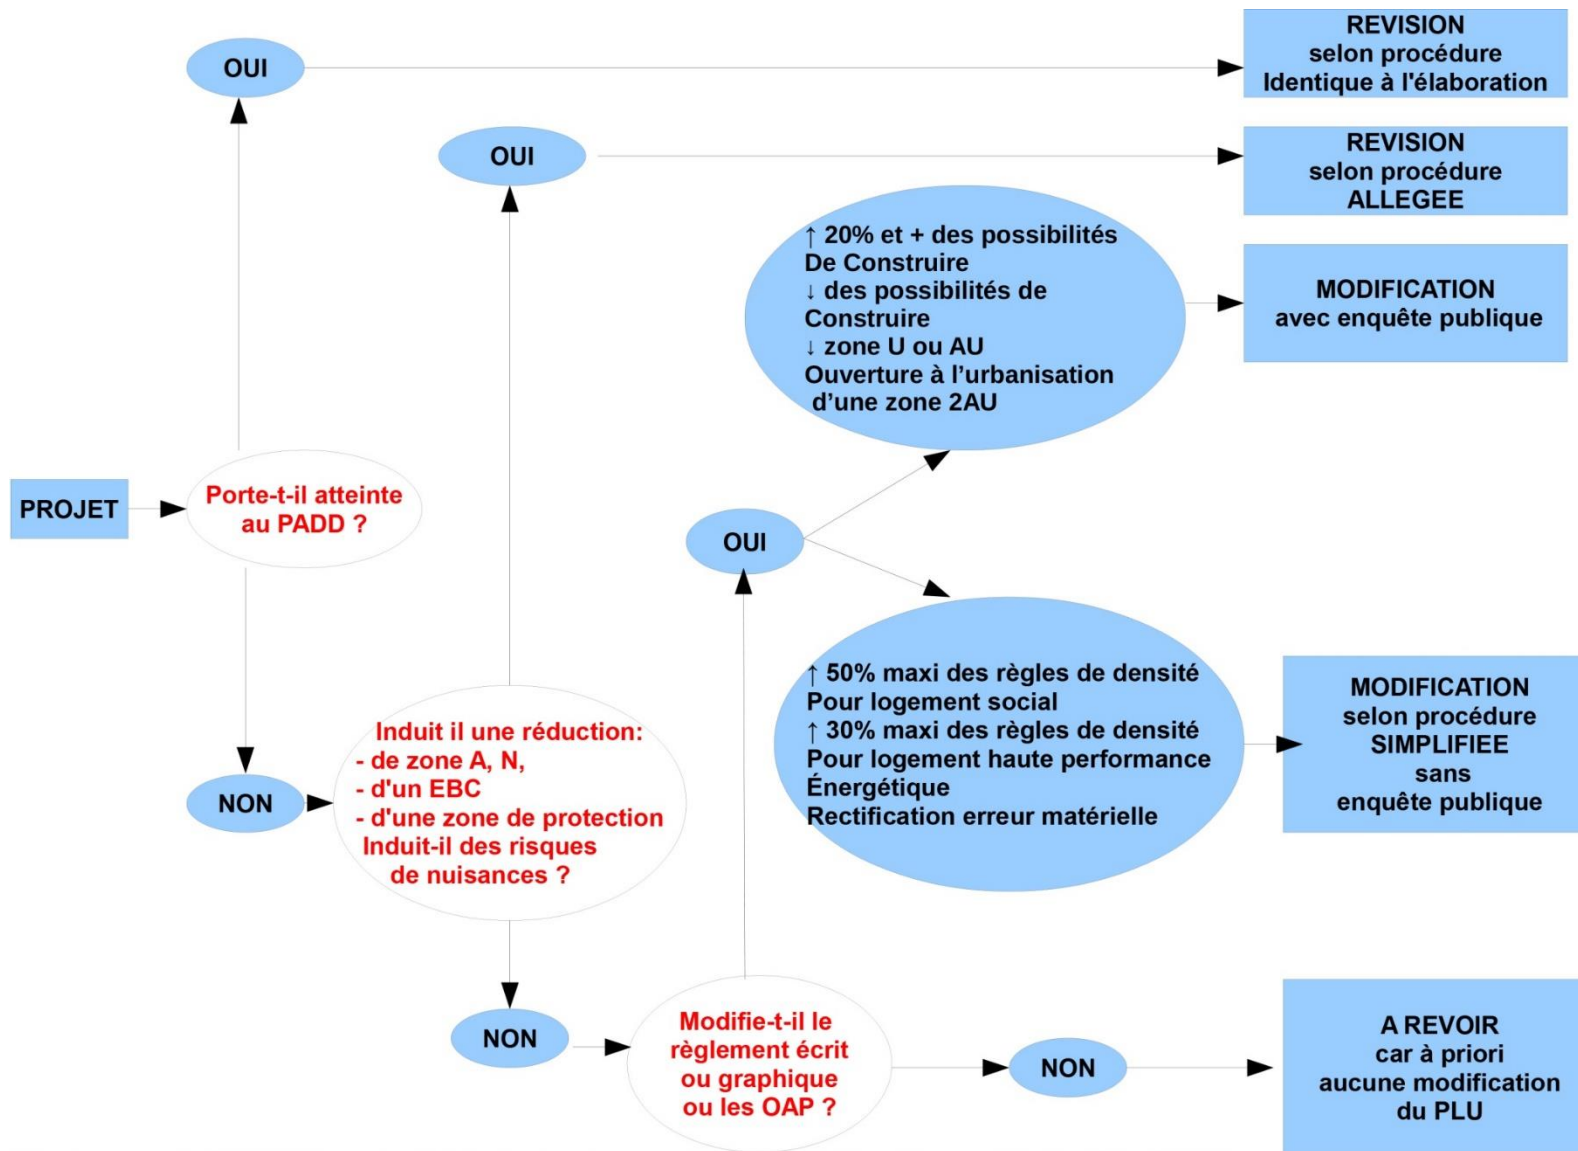 OUI
REVISION
selon procédure
Identique à l'élaboration
OUI
REVISION
selon procédure
ALLEGEE
↑ 20% et + des possibilités
De Construire
↓ des possibilités de
Construire
↓ zone U ou AU
Ouverture à l’urbanisation
d’une zone 2AU
MODIFICATION
avec enquête publique
PROJET
Porte-t-il atteinte
au PADD ?
OUI
↑ 50% maxi des règles de densité
Pour logement social
↑ 30% maxi des règles de densité
Pour logement haute performance
Énergétique
Rectification erreur matérielle
MODIFICATION
selon procédure
SIMPLIFIEE
sans
enquête publique
NON
Induit il une réduction:
- de zone A, N,
- d'un EBC
- d'une zone de protection
Induit-il des risques
de nuisances ?
NON
Modifie-t-il le
règlement écrit
ou graphique
ou les OAP ?
NON
A REVOIR
car à priori
aucune modification
du PLU